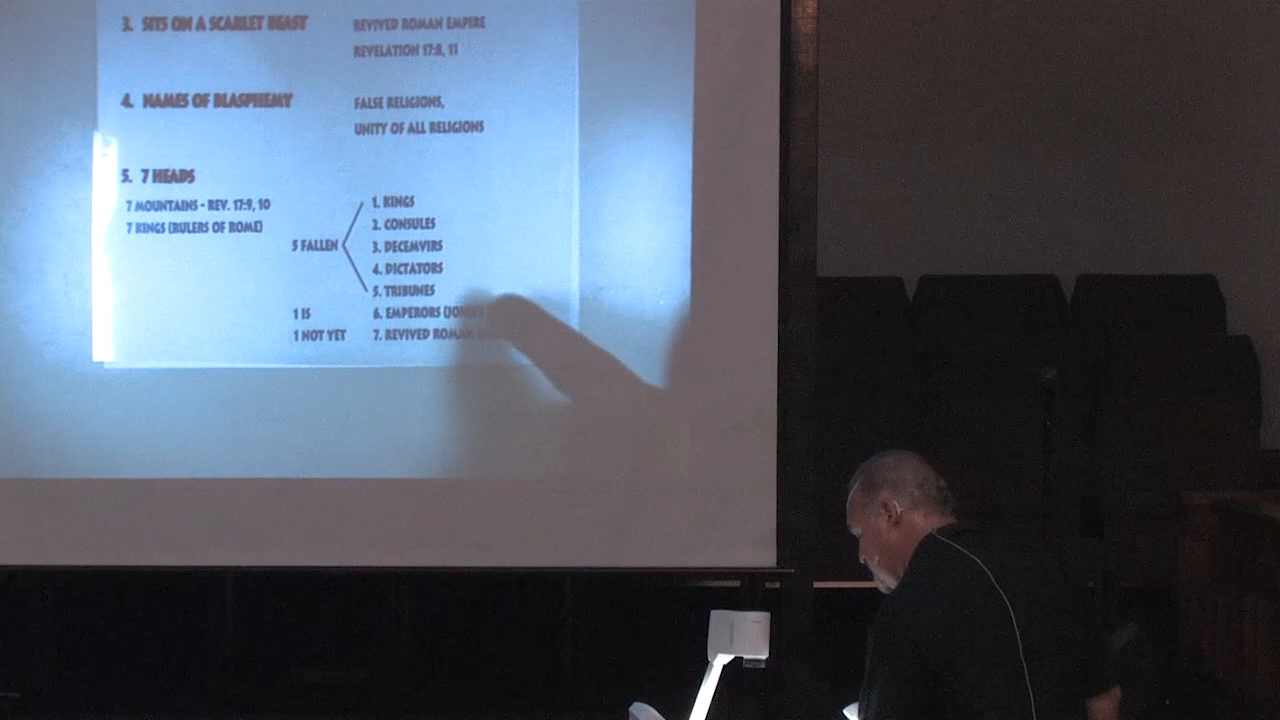 3. SITS ON A SCARLET BEAST REVIVED ROMAN EMPIRE
REVELATION 17:8, 11
4. NAMES OF BLASPHEMY FALSE RELIGIONS,
UNITY OF ALL RELIGIONS
5. 7 HEADS
7 MOUNTAINS - REV. 17:9, 10
7 KINGS (RULERS OF ROME)
5 FALLEN
1. KINGS
2. CONSULES
3. DECEMVIRS
4. DICTATORS
5. TRIBUNES
1 IS 6. EMPERORS
1 NOT YET 7. REVIVED ROMAN